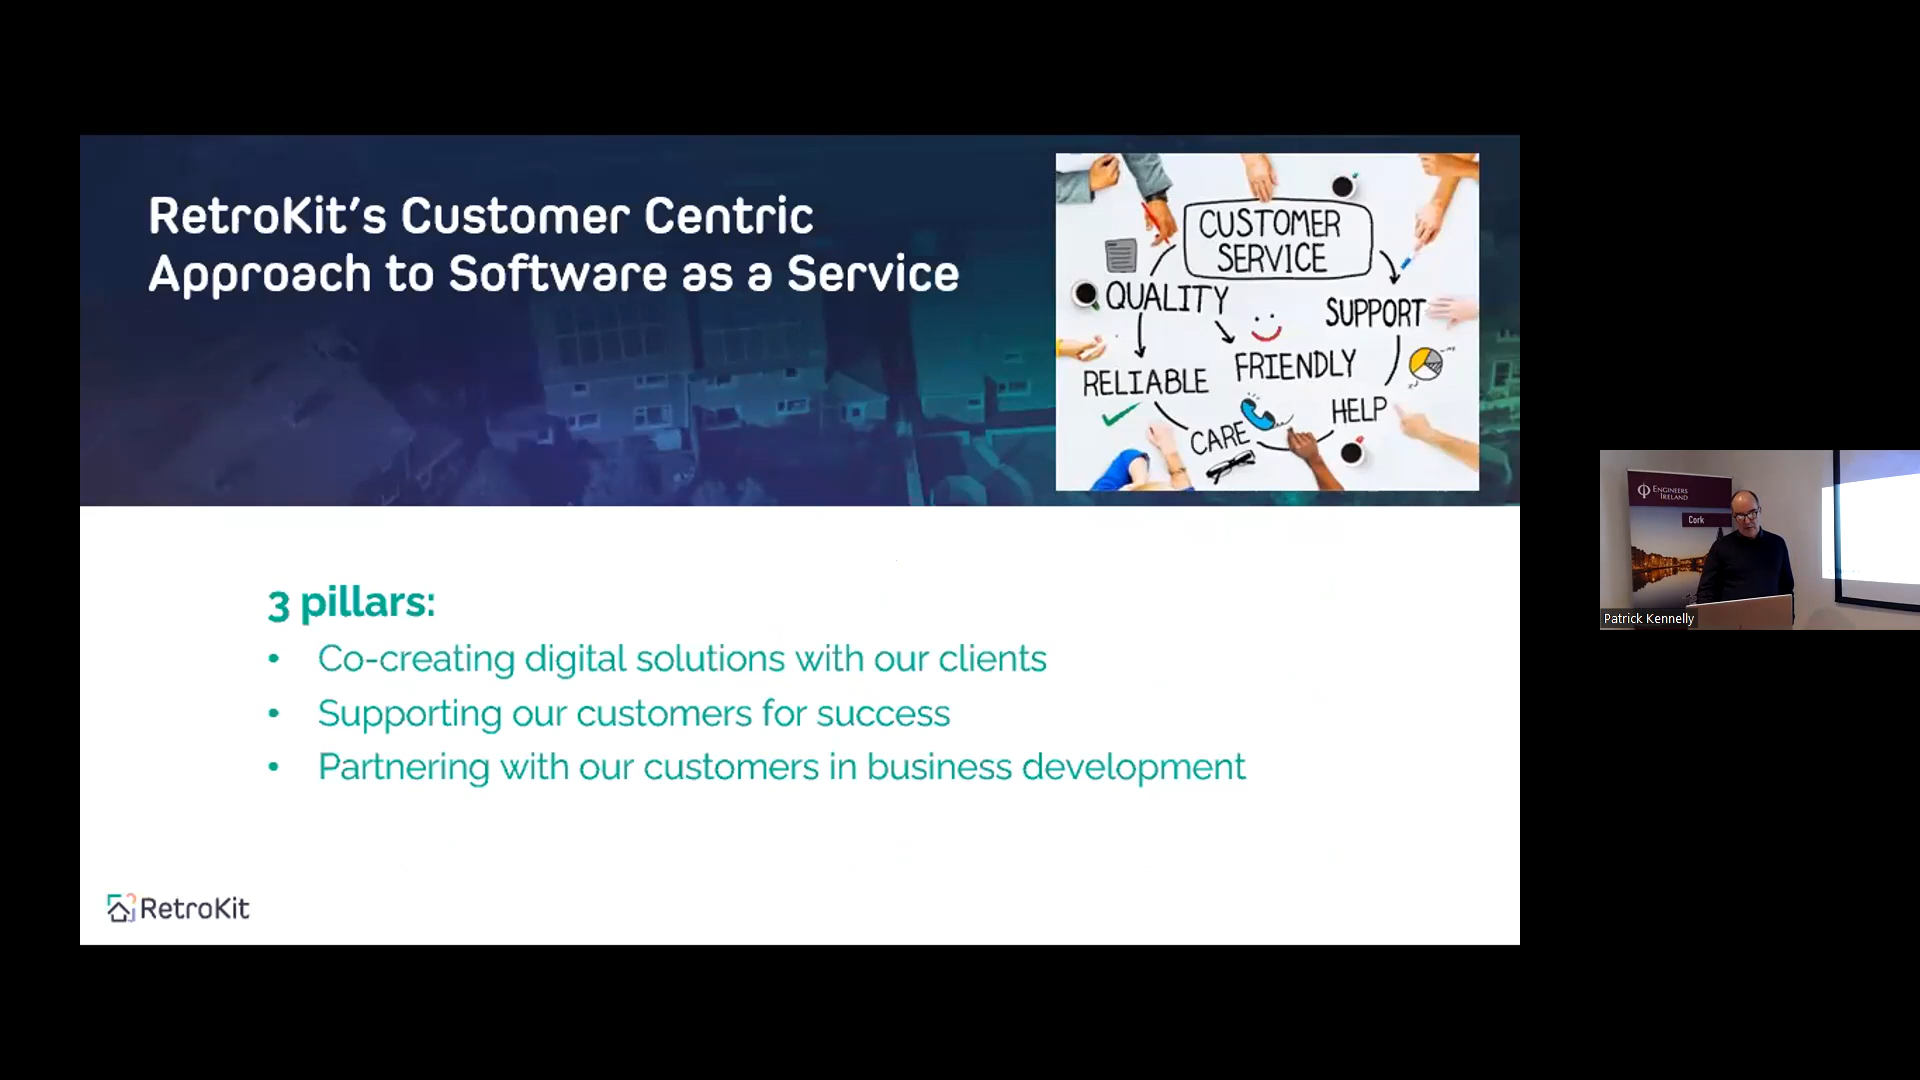 RetroKit's Customer Centric
Approach to Software as a Service
CUSTOMER
SERVICE
QUALITY
SUPPORT
FRIENDLY
RELIABLE
HELP
CARE
3 pillars:
• Co-creating digital solutions with our clients
• Supporting our customers for success
• Partnering with our customers in business development
RetroKit
ENGINEERS
IRELAND
Cork
Patrick Kennelly